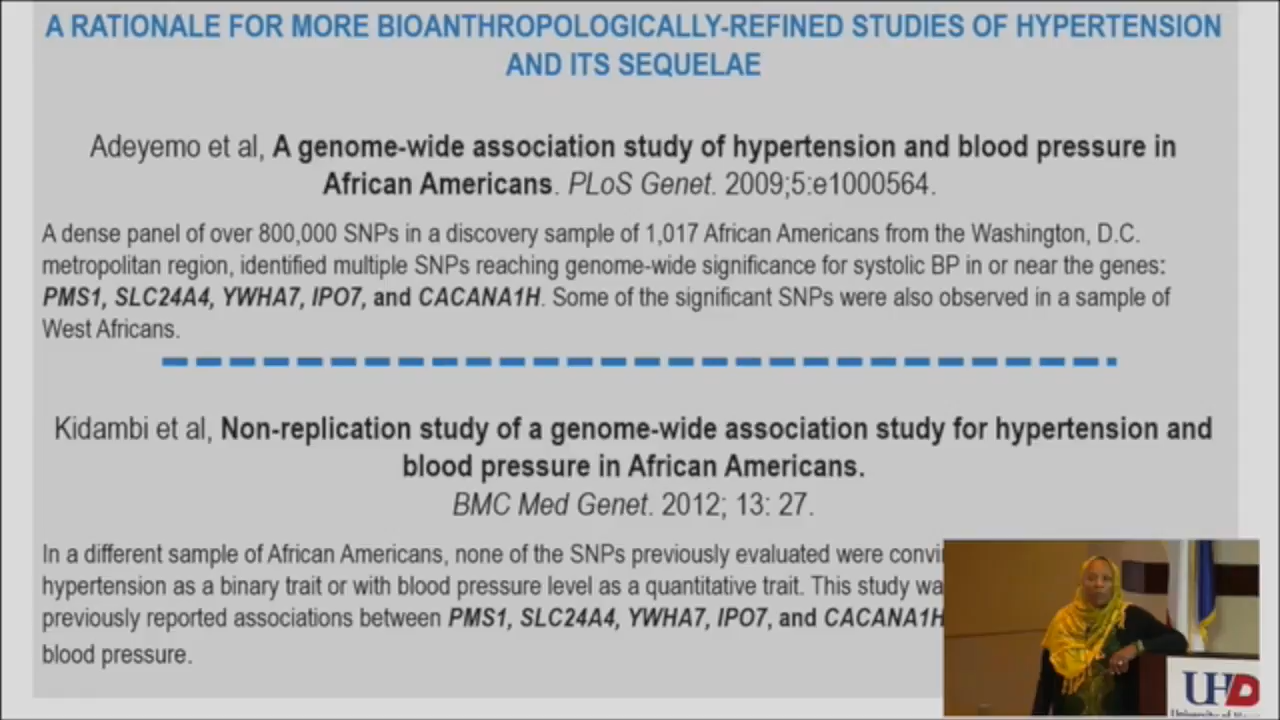 A RATIONALE FOR MORE BIOANTHROPOLOGICALLY-REFINED STUDIES OF HYPERTENSION
AND ITS SEQUELAE
Adeyemo et al, A genome-wide association study of hypertension and blood pressure in
African Americans. PLoS Genet. 2009;5:e1000564.
A dense panel of over 800,000 SNPs in a discovery sample of 1,017 African Americans from the Washington, D.C.
metropolitan region, identified multiple SNPs reaching genome-wide significance for systolic BP in or near the genes:
PMS1, SLC24A4, YWHA7, IPO7, and CACANA1H. Some of the significant SNPs were also observed in a sample of
West Africans.
Kidambi et al, Non-replication study of a genome-wide association study for hypertension and
blood pressure in African Americans.
BMC Med Genet. 2012; 13: 27.
In a different sample of African Americans, none of the SNPs previously evaluated were
hypertension as a binary trait or with blood pressure level as a quantitative trait. This study
previously reported associations between PMS1, SLC24A4, YWHA7, IPO7, and CACANA1H
blood pressure.
UHD
University of